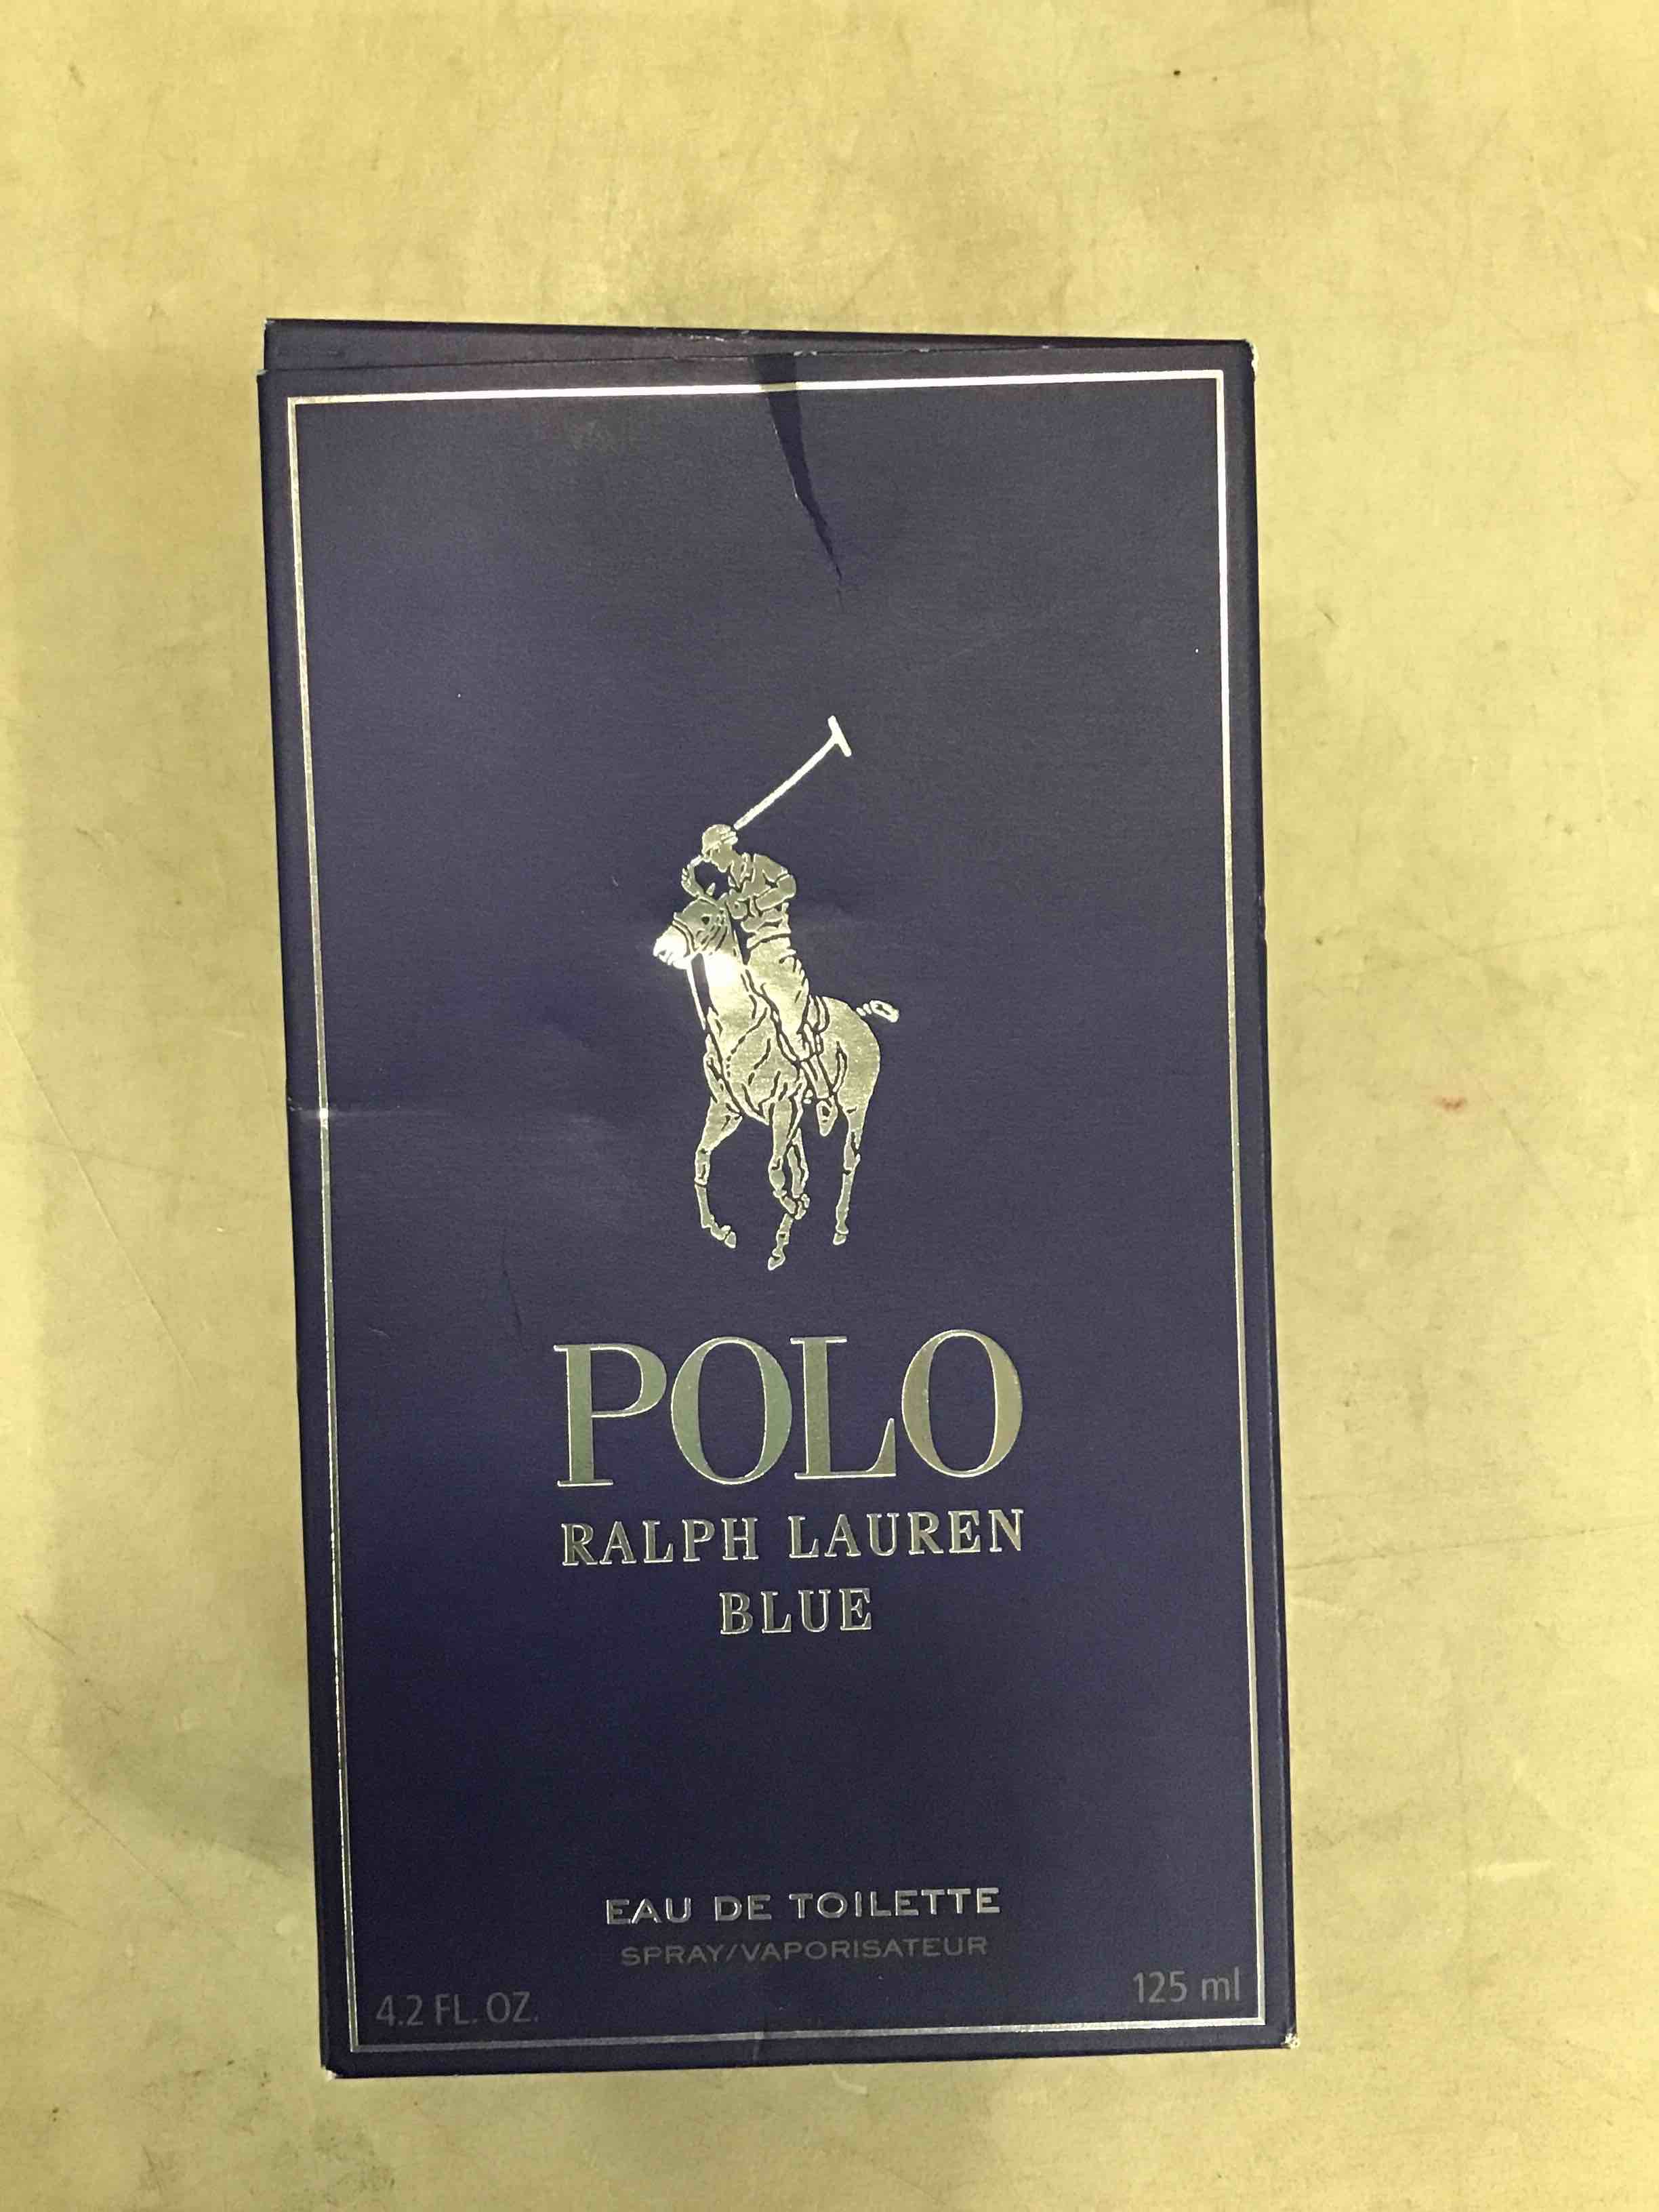 POLO
RALPH LAUREN
BLUE
EAU DE TOILETTE
SPRAY/VAPORISATEUR
4.2 FL. OZ. 125 ml